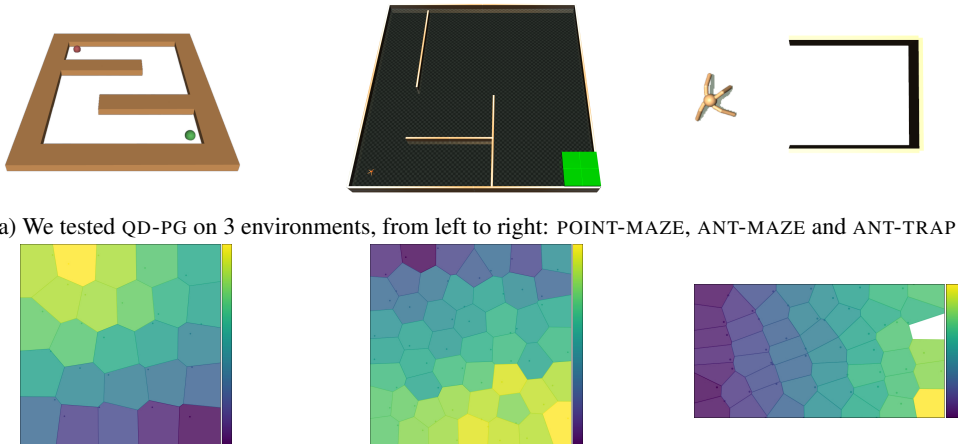 a) We tested QD-PG on 3 environments, from left to right: POINT-MAZE, ANT-MAZE and ANT-TRAP